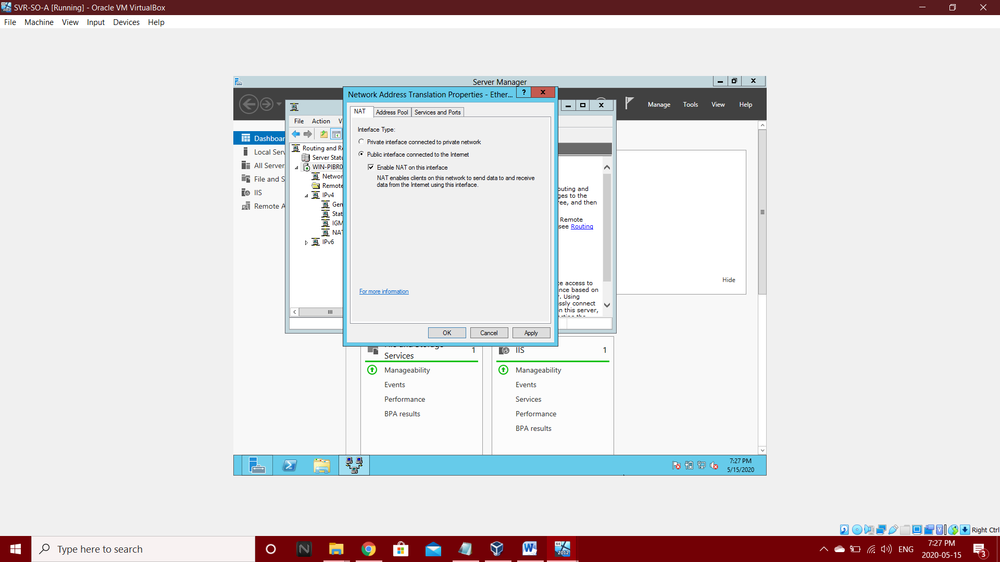 SVR-SO-A [Running] - Oracle VM VirtualBox
File Machine View Input Devices Help
Server Manager
Manage Tools View Help
Dashboar
Local Serv
All Server
File and S
IIS
Remote A
File Action V
Routing and Re
Server Statu
WIN-PIBR0
Networ
Remote
IPv4
Gen
Stat
IGM
NAT
IPv6
Network Address Translation Properties - Ether...
NAT Address Pool Services and Ports
Interface Type:
Private interface connected to private network
Public interface connected to the Internet
Enable NAT on this interface
NAT enables clients on this network to send data to and receive
data from the Internet using this interface.
For more information
OK Cancel Apply
outing and
ges to the
ree, and then
Remote
see Routing
te access to
nce based on
r. Using
ssly connect
n this server,
Hide
File and Storage
Services 1
Manageability
Events
Performance
BPA results
IIS 1
Manageability
Events
Services
Performance
BPA results
7:27 PM
5/15/2020
Right Ctrl
Type here to search
ENG
7:27 PM
2020-05-15
3